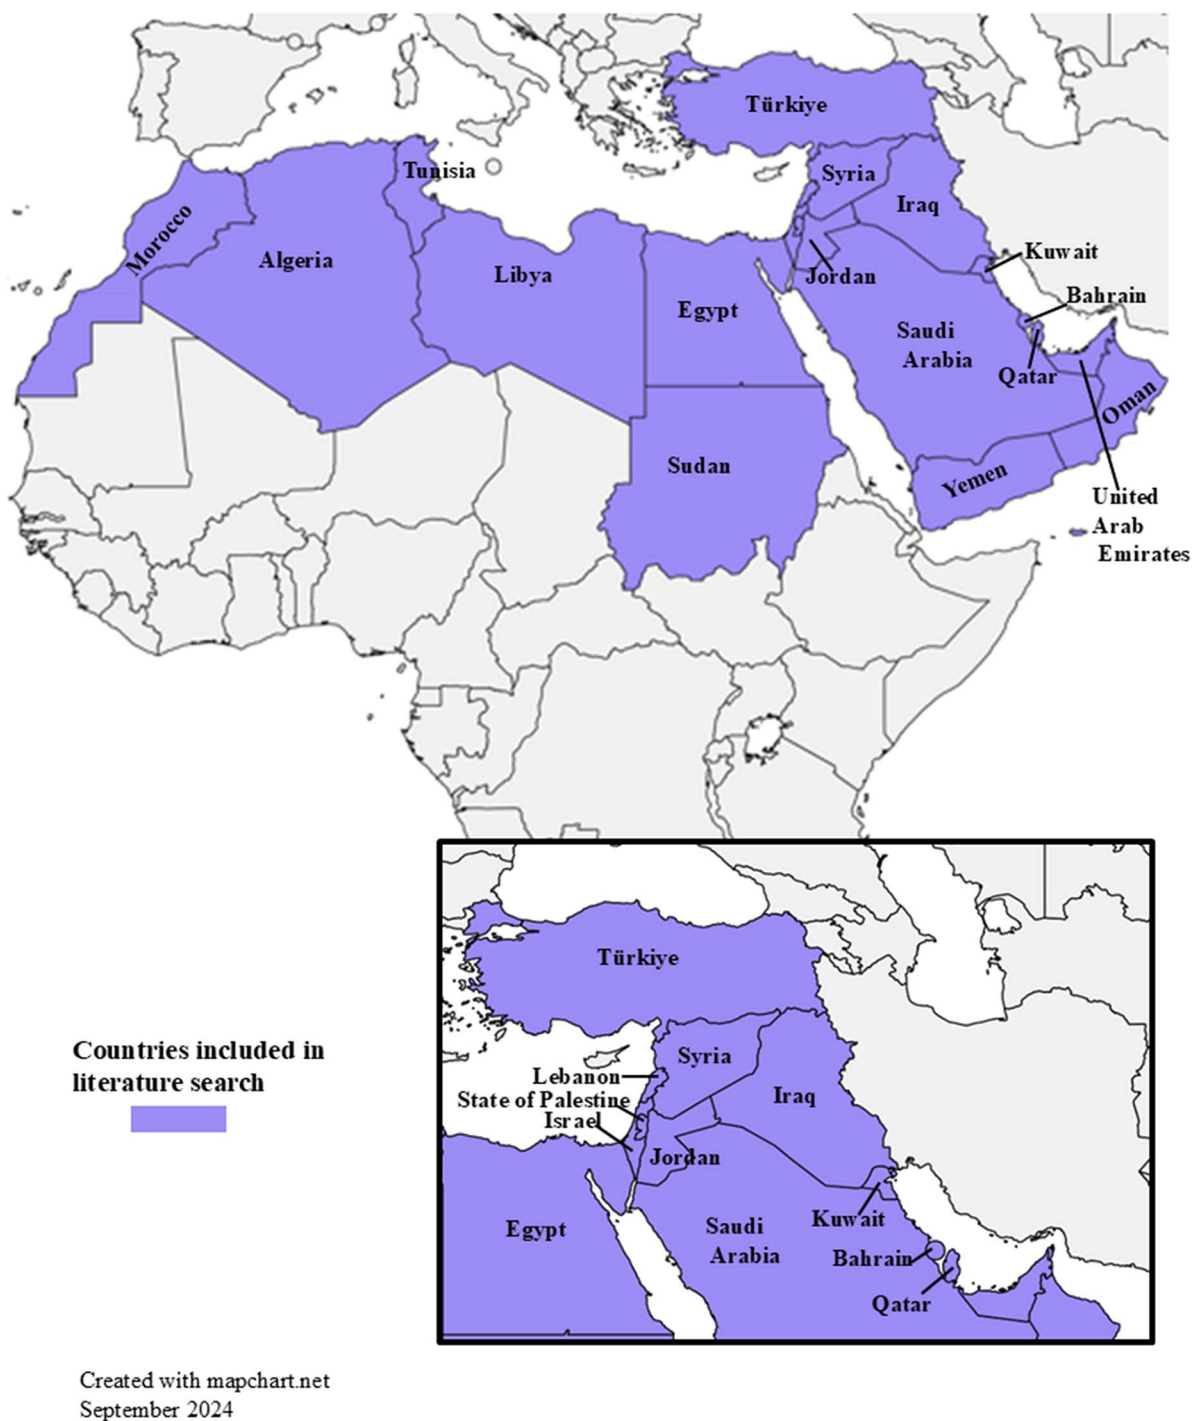 Türkiye
Tunisia
Syria
Morocco
Iraq
Algeria
Libya
Jordan
Kuwait
Egypt
Bahrain
Saudi
Arabia
Qatar
Oman
Sudan
Yemen
United
Arab
Emirates
Türkiye
Countries included in
literature search
Syria
Lebanon
State of Palestine
Iraq
Israel
Jordan
Kuwait
Egypt
Saudi
Arabia
Bahrain
Qatar
Created with mapchart.net
September 2024